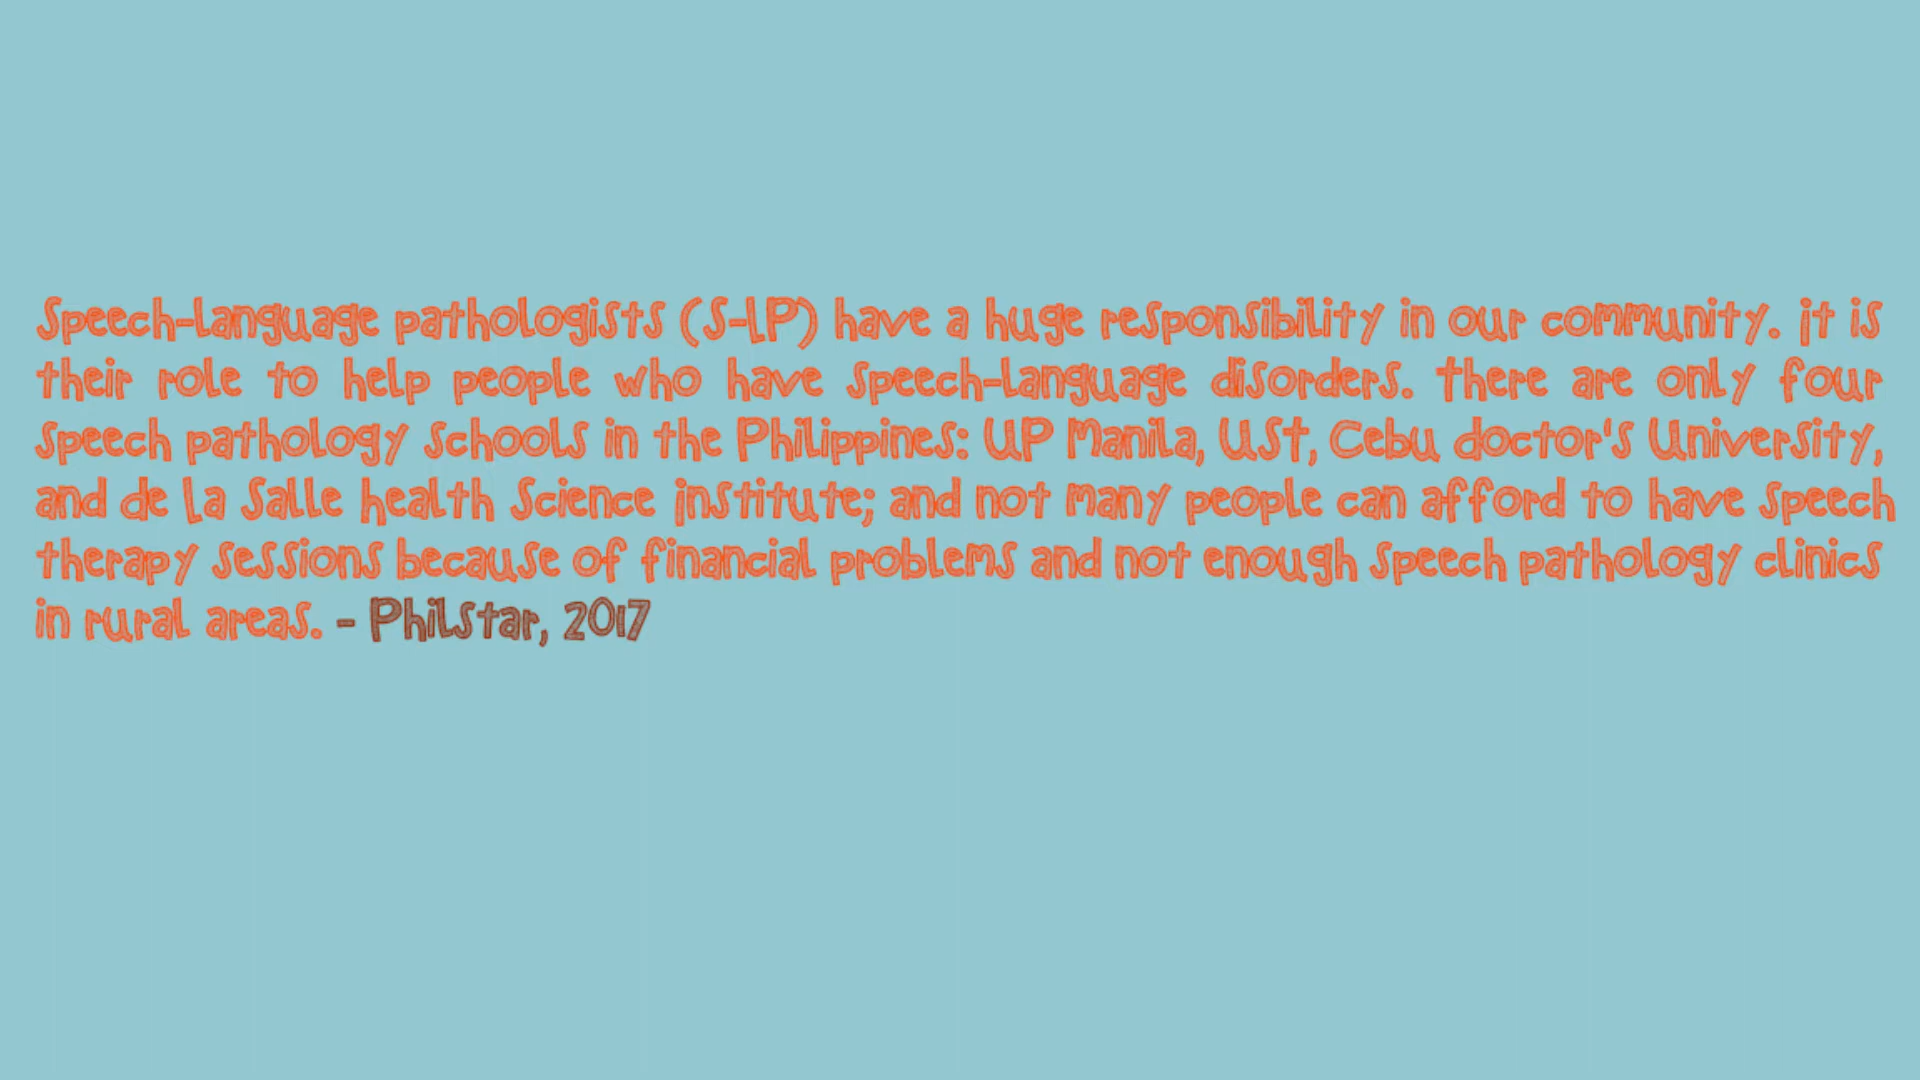 Speech-Language pathologists (S-LP) have a huge responsibility in our community. it is
their role to help people who have speech-language disorders. there are only four
speech pathology schools in the Philippines: UP Manila, UST, Cebu doctor's University,
and de La Salle health Science institute; and not many people can afford to have speech
therapy sessions because of financial problems and not enough speech pathology clinics
in rural areas. - PhilStar, 2017